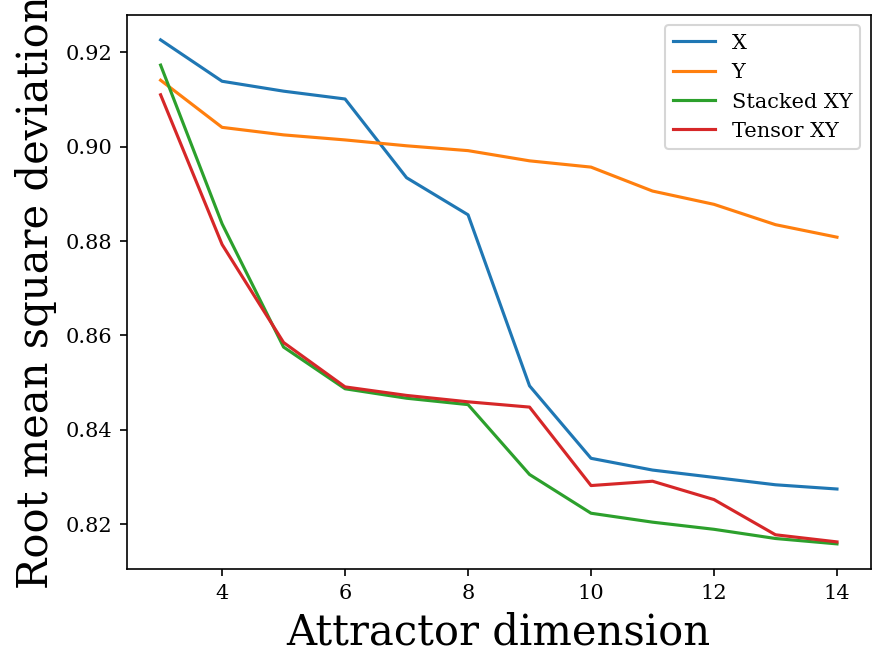 Root mean square deviation
0.92
0.90
0.88
0.86
0.84
0.82
X
Y
Stacked XY
Tensor XY
4 6 8 10 12 14
Attractor dimension